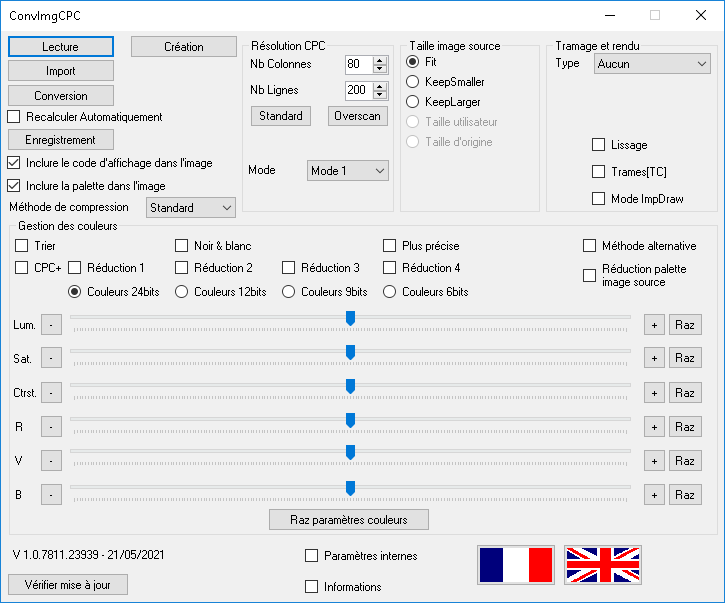 ConvImgCPC
Lecture
Création
Import
Conversion
Recalculer Automatiquement
Enregistrement
Inclure le code d'affichage dans l'image
Inclure la palette dans l'image
Méthode de compression
Standard
Résolution CPC
Nb Colonnes
80
Nb Lignes
200
Standard
Overscan
Mode
Mode 1
Taille image source
Fit
KeepSmaller
KeepLarger
Taille utilisateur
Taille d'origine
Tramage et rendu
Type
Aucun
Lissage
Trames[TC]
Mode ImpDraw
Gestion des couleurs
Trier
Noir & blanc
Plus précise
Méthode alternative
CPC+
Réduction 1
Réduction 2
Réduction 3
Réduction 4
Réduction palette
image source
Couleurs 24bits
Couleurs 12bits
Couleurs 9bits
Couleurs 6bits
Lum. - + Raz
Sat. - + Raz
Ctrst. - + Raz
R - + Raz
V - + Raz
B - + Raz
Raz paramètres couleurs
V 1.0.7811.23939 - 21/05/2021
Paramètres internes
Vérifier mise à jour
Informations